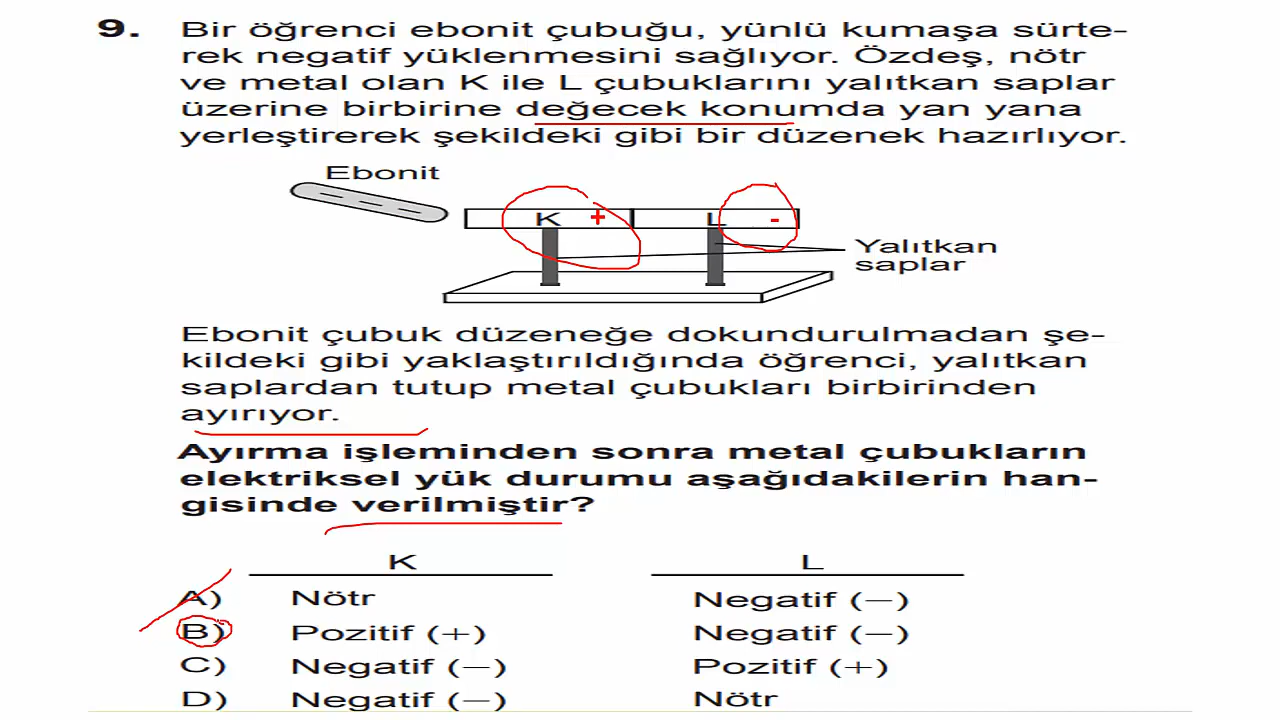 9. Bir öğrenci ebonit çubuğu, yünlü kumaşa sürte-
rek negatif yüklenmesini sağlıyor. Özdeş, nötr
ve metal olan K ile L çubuklarını yalıtkan saplar
üzerine birbirine değecek konumda yan yana
yerleştirerek şekildeki gibi bir düzenek hazırlıyor.
Ebonit
K + L -
Yalıtkan
saplar
Ebonit çubuk düzeneğe dokundurulmadan şe-
kildeki gibi yaklaştırıldığında öğrenci, yalıtkan
saplardan tutup metal çubukları birbirinden
ayırıyor.
Ayırma işleminden sonra metal çubukların
elektriksel yük durumu aşağıdakilerin han-
gisinde verilmiştir?
K L
A) Nötr Negatif (−)
B) Pozitif (+) Negatif (−)
C) Negatif (−) Pozitif (+)
D) Negatif (−) Nötr